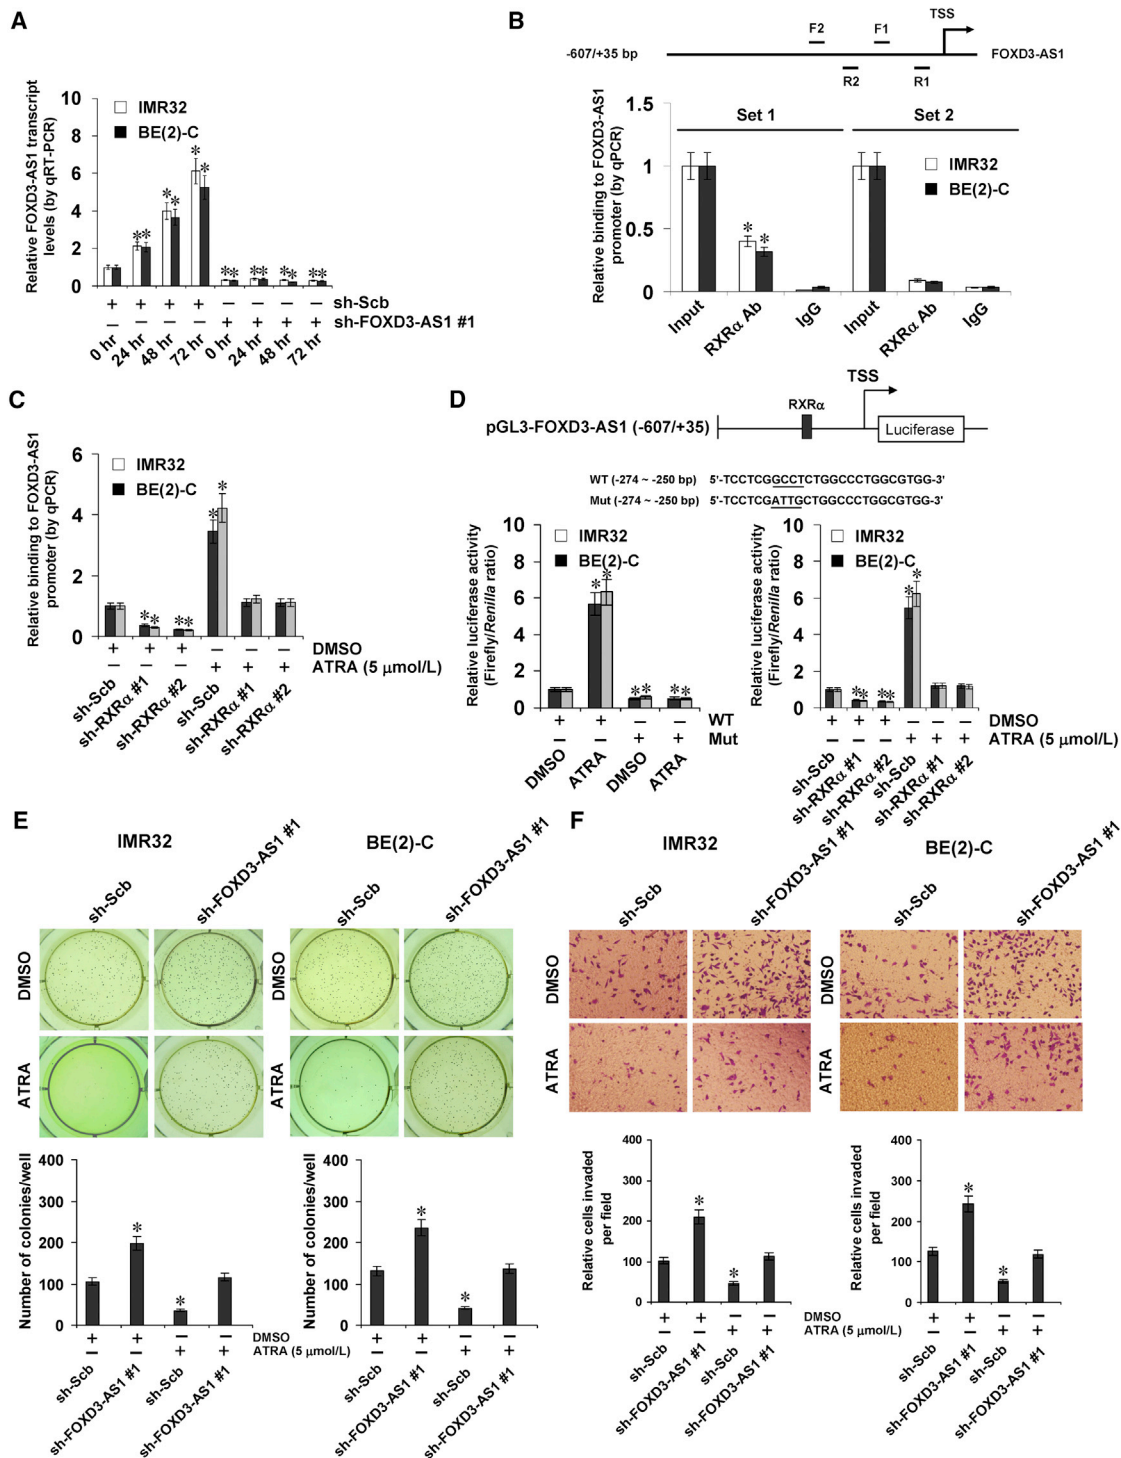 A
Relative FOXD3-AS1 transcript
levels (by qRT-PCR)
10
8
6
4
2
0
IMR32
BE(2)-C
* * * * * *
** ** ** **
+ + + + − − − − sh-Scb
− − − − + + + + sh-FOXD3-AS1 #1
0 hr 24 hr 48 hr 72 hr 0 hr 24 hr 48 hr 72 hr
B
F2 F1 TSS
-607/+35 bp FOXD3-AS1
R2 R1
Relative binding to FOXD3-AS1
promoter (by qPCR)
1.5
1
0.5
0
Set 1 Set 2
IMR32
BE(2)-C
* *
Input RXRα Ab IgG Input RXRα Ab IgG
C
Relative binding to FOXD3-AS1
promoter (by qPCR)
6
4
2
0
IMR32
BE(2)-C
** ** * *
+ + + − − − DMSO
− − − + + + ATRA (5 μmol/L)
sh-Scb sh-RXRα #1 sh-RXRα #2 sh-Scb sh-RXRα #1 sh-RXRα #2
D
TSS
RXRα
pGL3-FOXD3-AS1 (-607/+35) Luciferase
WT (-274 ~ -250 bp) 5'-TCCTCGGCCTCTGGCCCTGGCGTGG-3'
Mut (-274 ~ -250 bp) 5'-TCCTCGATTGCTGGCCCTGGCGTGG-3'
Relative luciferase activity
(Firefly/Renilla ratio)
10
8
6
4
2
0
IMR32
BE(2)-C
* * ** **
+ + − − WT
− − + + Mut
DMSO ATRA DMSO ATRA
Relative luciferase activity
(Firefly/Renilla ratio)
10
8
6
4
2
0
IMR32
BE(2)-C
** ** * *
+ + + − − − DMSO
− − − + + + ATRA (5 μmol/L)
sh-Scb sh-RXRα #1 sh-RXRα #2 sh-Scb sh-RXRα #1 sh-RXRα #2
E
IMR32 BE(2)-C
sh-Scb sh-FOXD3-AS1 #1 sh-Scb sh-FOXD3-AS1 #1
DMSO DMSO
ATRA ATRA
Number of colonies/well
400
300
200
100
0
* *
+ + − −
− − + +
sh-Scb sh-FOXD3-AS1 #1 sh-Scb sh-FOXD3-AS1 #1
DMSO
ATRA (5 μmol/L)
Number of colonies/well
400
300
200
100
0
* *
+ + − −
− − + +
sh-Scb sh-FOXD3-AS1 #1 sh-Scb sh-FOXD3-AS1 #1
F
IMR32 BE(2)-C
sh-Scb sh-FOXD3-AS1 #1 sh-Scb sh-FOXD3-AS1 #1
DMSO DMSO
ATRA ATRA
Relative cells invaded
per field
400
300
200
100
0
* *
+ + − −
− − + +
sh-Scb sh-FOXD3-AS1 #1 sh-Scb sh-FOXD3-AS1 #1
DMSO
ATRA (5 μmol/L)
Relative cells invaded
per field
400
300
200
100
0
* *
+ + − −
− − + +
sh-Scb sh-FOXD3-AS1 #1 sh-Scb sh-FOXD3-AS1 #1